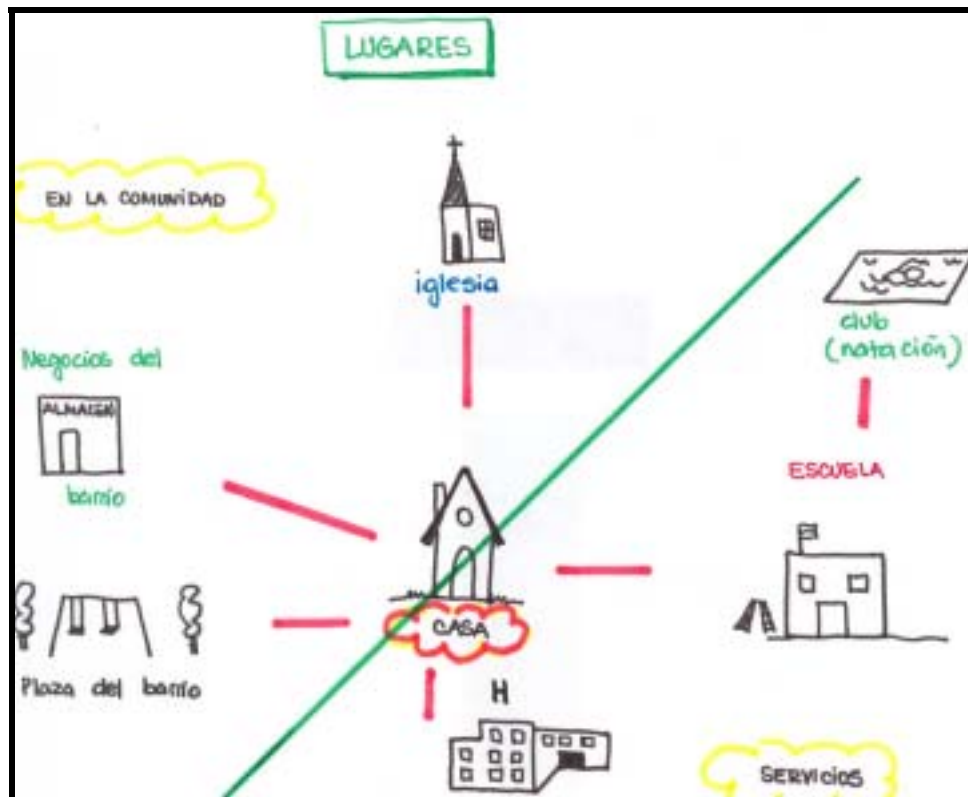 LUGARES
EN LA COMUNIDAD
iglesia
club
(natación)
Negocios del
ALMACEN
barrio
ESCUELA
CASA
Plaza del barrio
H
SERVICIOS